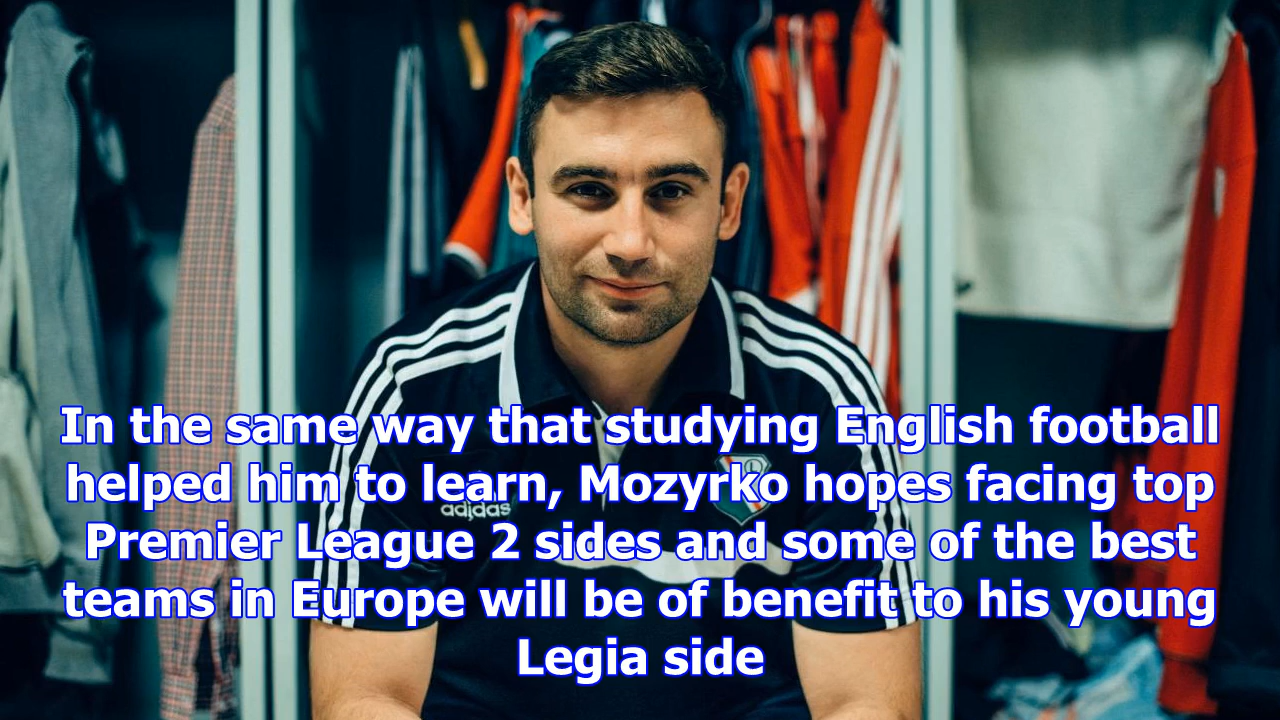 In the same way that studying English football
helped him to learn, Mozyrko hopes facing top
Premier League 2 sides and some of the best
teams in Europe will be of benefit to his young
Legia side
adidas